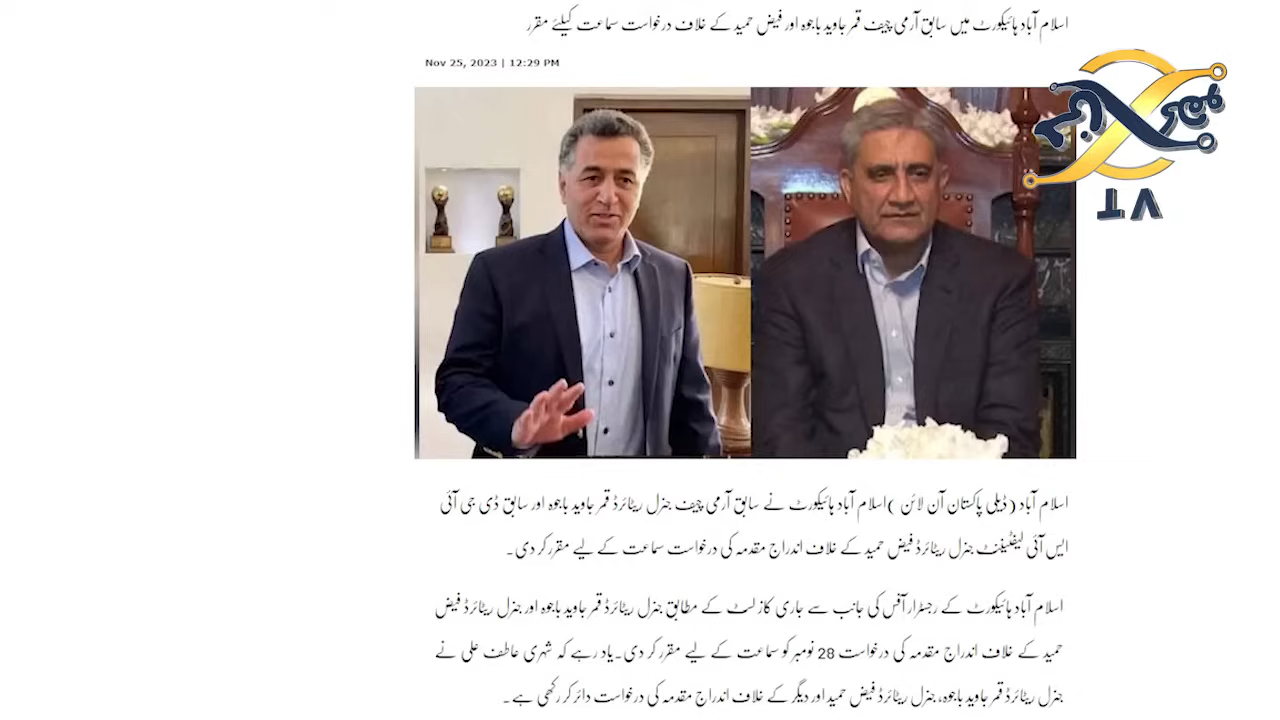 اسلام آباد ہائیکورٹ میں سابق آرمی چیف قمر جاوید باجوہ اور فیض حمید کے خلاف درخواست سماعت کیلئے مقرر
Nov 25, 2023 | 12:29 PM
VT
اسلام آباد (ڈیلی پاکستان آن لائن )اسلام آباد ہائیکورٹ نے سابق آرمی چیف جنرل ریٹائرڈ قمر جاوید باجوہ اور سابق ڈی جی آئی
ایس آئی لیفٹیننٹ جنرل ریٹائرڈ فیض حمید کے خلاف اندراج مقدمہ کی درخواست سماعت کے لیے مقرر کر دی۔
اسلام آباد ہائیکورٹ کے رجسٹرار آفس کی جانب سے جاری کاز لسٹ کے مطابق جنرل ریٹائرڈ قمر جاوید باجوہ اور جنرل ریٹائرڈ فیض
حمید کے خلاف اندراج مقدمہ کی درخواست 28 نومبر کو سماعت کے لیے مقرر کر دی۔یاد رہے کہ شہری عاطف علی نے
جنرل ریٹائرڈ قمر جاوید باجوہ، جنرل ریٹائرڈ فیض حمید اور دیگر کے خلاف اندراج مقدمہ کی درخواست دائر کر رکھی ہے۔